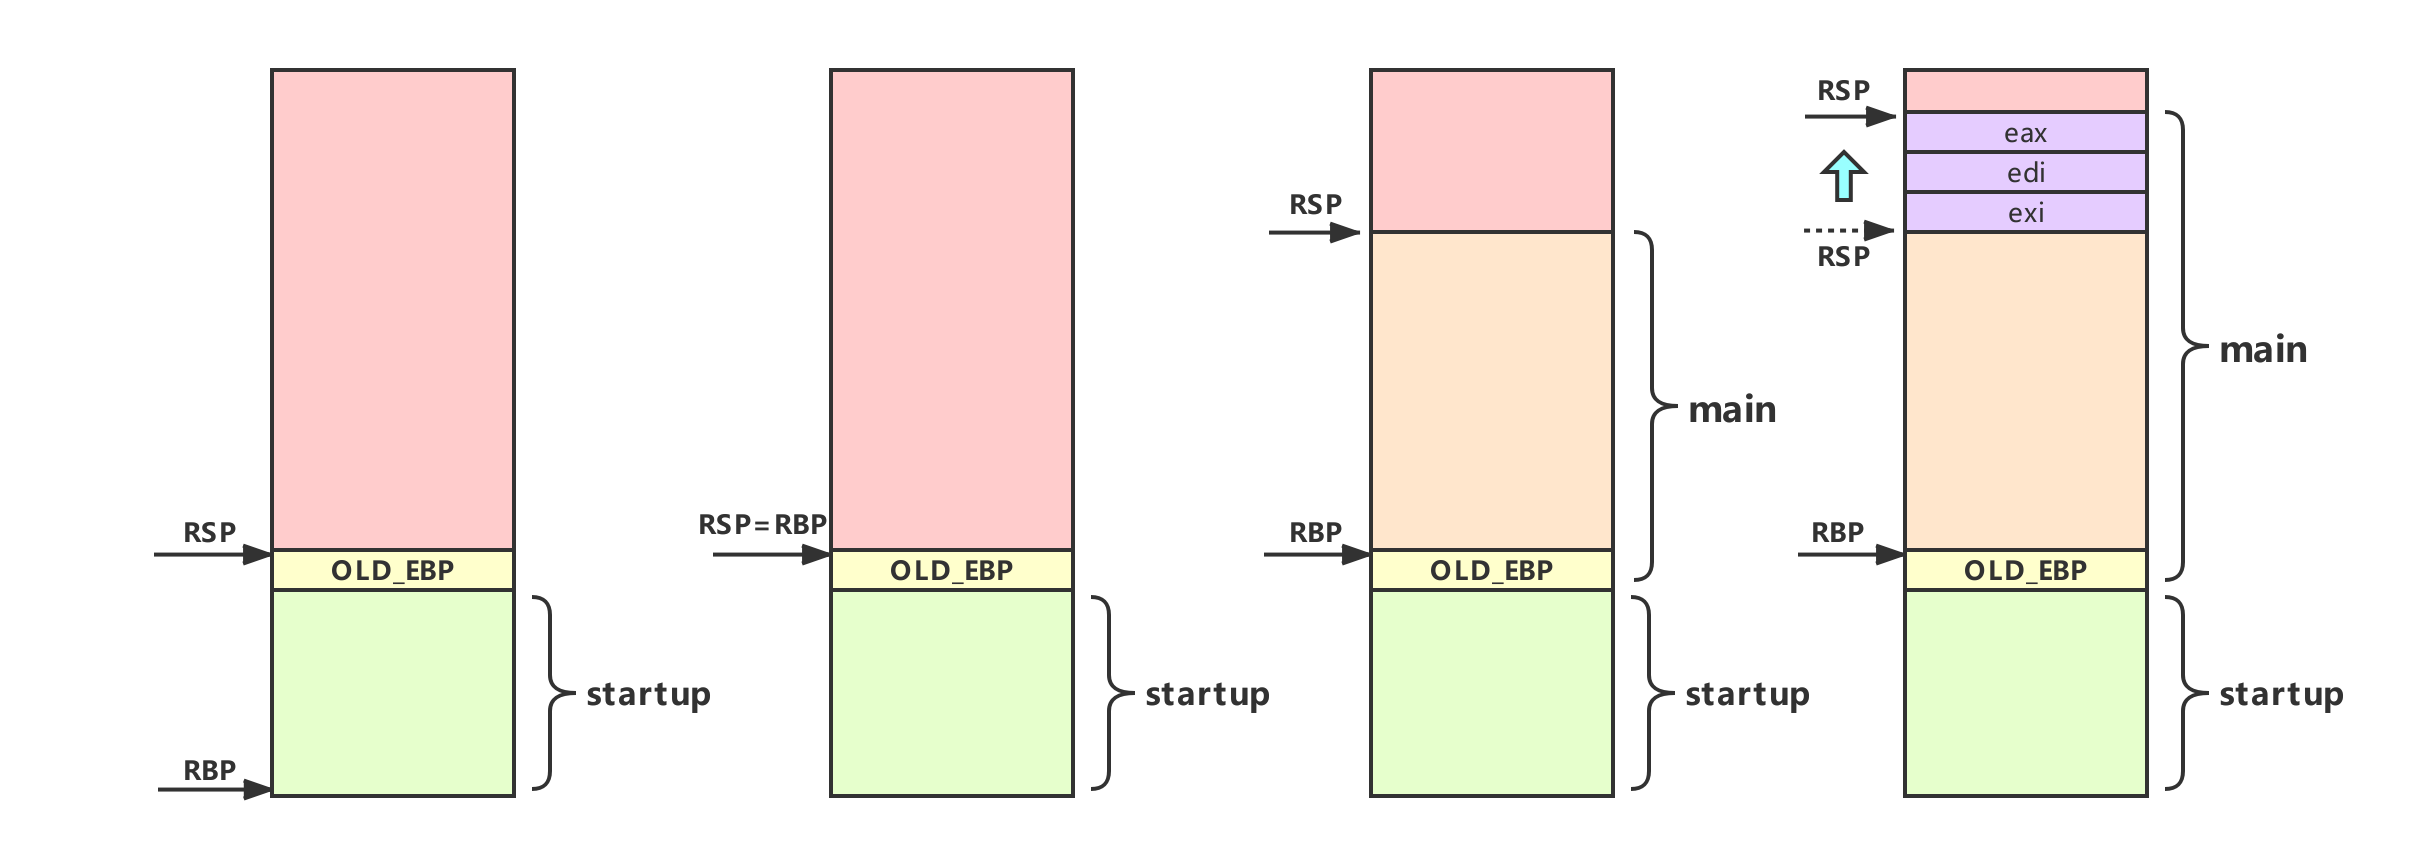 RSP
OLD_EBP
startup
RBP
RSP=RBP
OLD_EBP
startup
RSP
main
RBP
OLD_EBP
startup
RSP
eax
edi
exi
RSP
main
RBP
OLD_EBP
startup